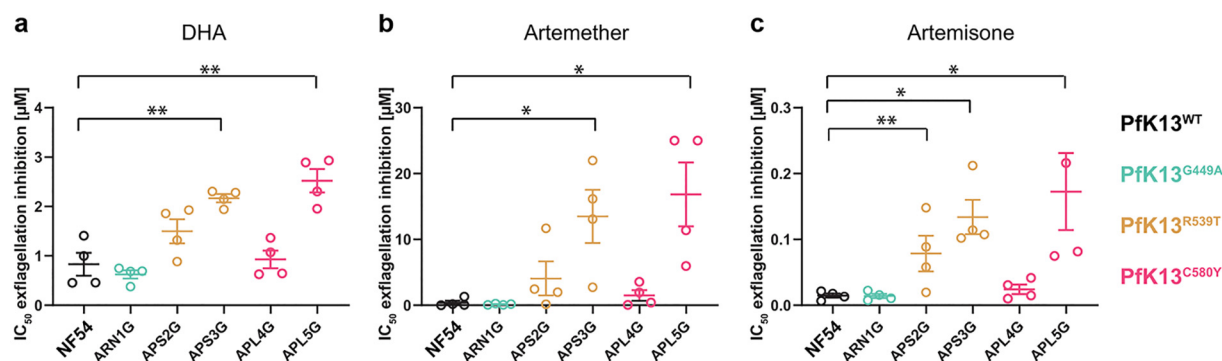 a
DHA
**
**
IC50 exflagellation inhibition [µM]
4
3
2
1
0
NF54
ARN1G
APS2G
APS3G
APL4G
APL5G
b
Artemether
*
*
IC50 exflagellation inhibition [µM]
30
20
10
0
NF54
ARN1G
APS2G
APS3G
APL4G
APL5G
c
Artemisone
*
*
**
IC50 exflagellation inhibition [µM]
0.3
0.2
0.1
0.0
NF54
ARN1G
APS2G
APS3G
APL4G
APL5G
PfK13WT
PfK13G449A
PfK13R539T
PfK13C580Y